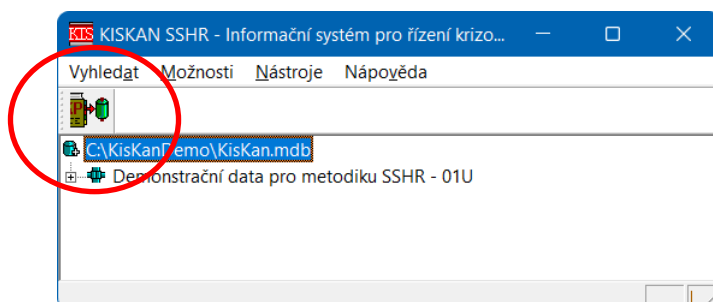 KIS KISKAN SSHR - Informační systém pro řízení krizo...
Vyhledat Možnosti Nástroje Nápověda
C:\KisKanDemo\KisKan.mdb
Demonstrační data pro metodiku SSHR - 01U